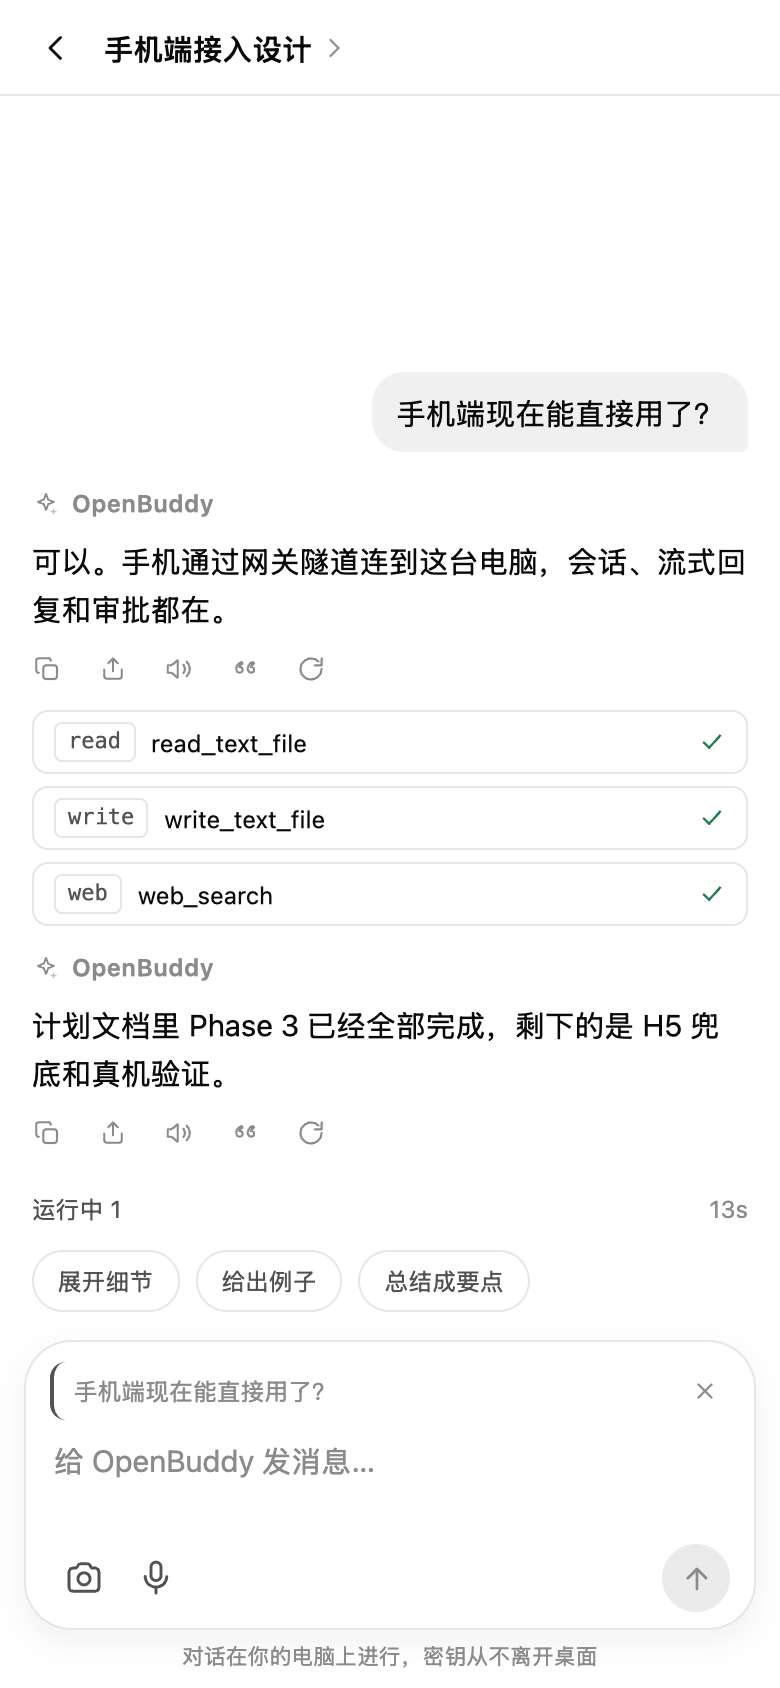 手机端接入设计
手机端现在能直接用了？
OpenBuddy
可以。手机通过网关隧道连到这台电脑，会话、流式回
复和审批都在。
read read_text_file
write write_text_file
web web_search
OpenBuddy
计划文档里 Phase 3 已经全部完成，剩下的是 H5 兜
底和真机验证。
运行中 1 13s
展开细节 给出例子 总结成要点
手机端现在能直接用了？
给 OpenBuddy 发消息...
对话在你的电脑上进行，密钥从不离开桌面